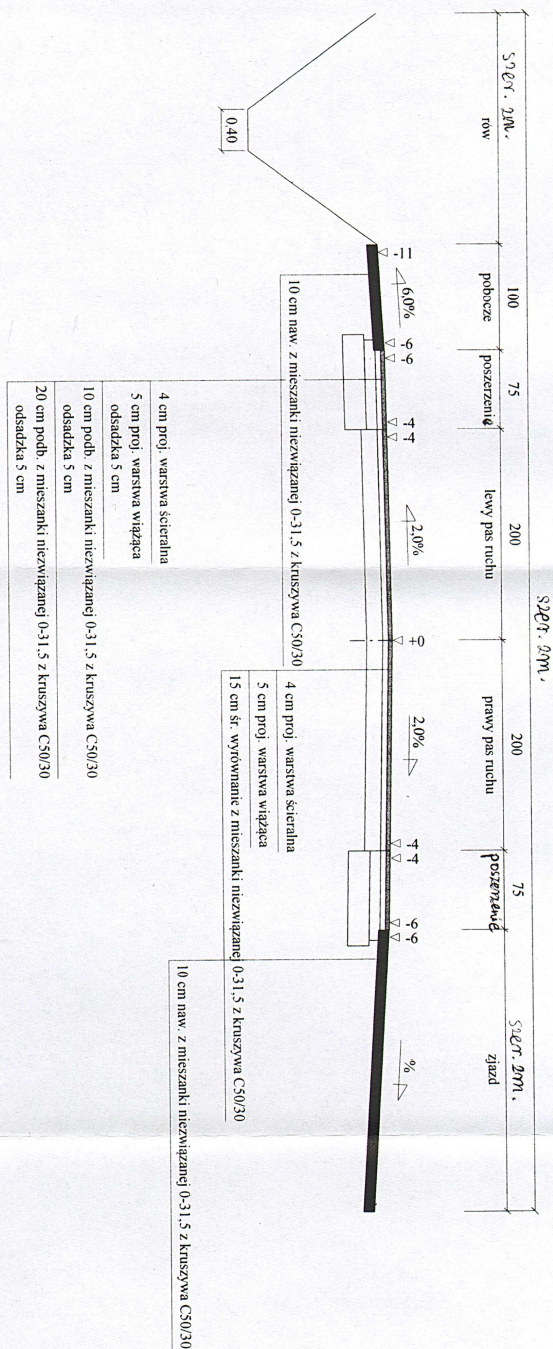 szer. zm.
szer. zm.
rów
100
pobocze
75
poszerzenie
200
lewy pas ruchu
200
prawy pas ruchu
75
poszerzenie
szer. zm.
zjazd
-11
6,0%
-6
-6
-4
-4
2,0%
+0
2,0%
-4
-4
-6
-6
%
0,40
10 cm naw. z mieszanki niezwiązanej 0-31,5 z kruszywa C50/30
4 cm proj. warstwa ścieralna
5 cm proj. warstwa wiążąca
odsadzka 5 cm
10 cm podb. z mieszanki niezwiązanej 0-31,5 z kruszywa C50/30
odsadzka 5 cm
20 cm podb. z mieszanki niezwiązanej 0-31,5 z kruszywa C50/30
odsadzka 5 cm
4 cm proj. warstwa ścieralna
5 cm proj. warstwa wiążąca
15 cm śr. wyrównanie z mieszanki niezwiązanej 0-31,5 z kruszywa C50/30
10 cm naw. z mieszanki niezwiązanej 0-31,5 z kruszywa C50/30